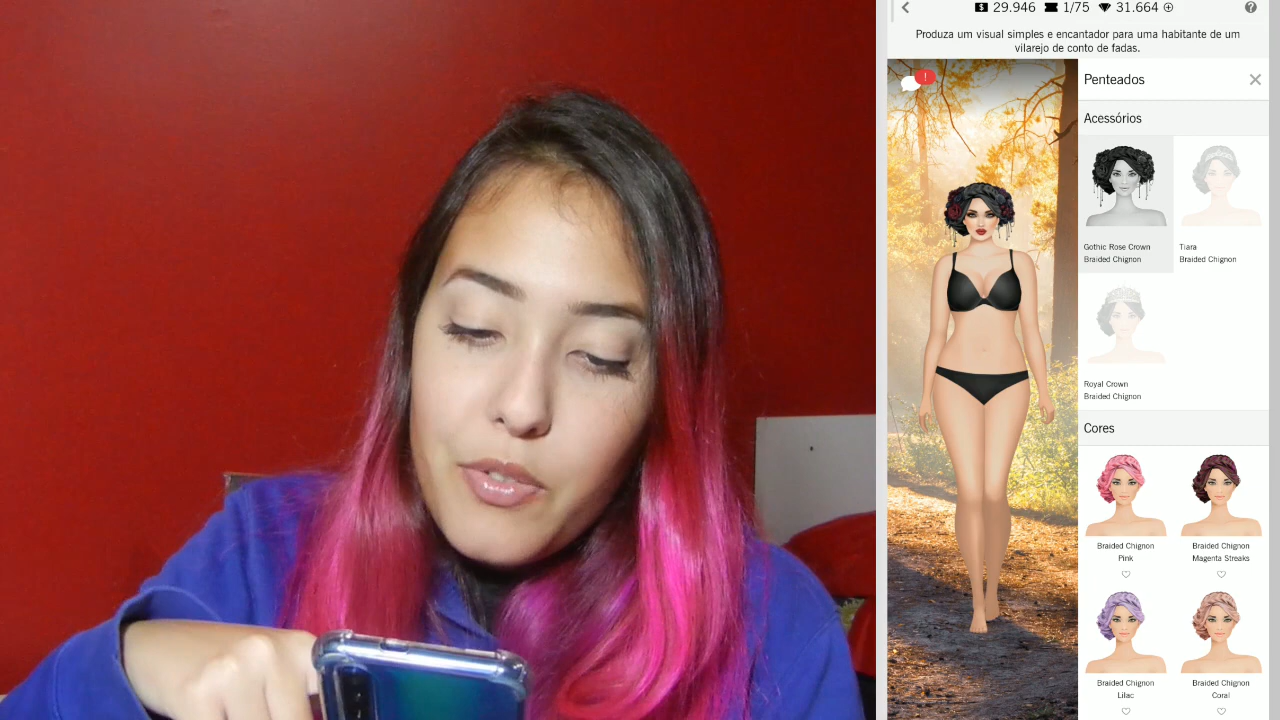 29.946 1/75 31.664
Produza um visual simples e encantador para uma habitante de um
vilarejo de conto de fadas.
Penteados
Acessórios
Gothic Rose Crown
Braided Chignon
Tiara
Braided Chignon
Royal Crown
Braided Chignon
Cores
Braided Chignon
Pink
Braided Chignon
Magenta Streaks
Braided Chignon
Lilac
Braided Chignon
Coral